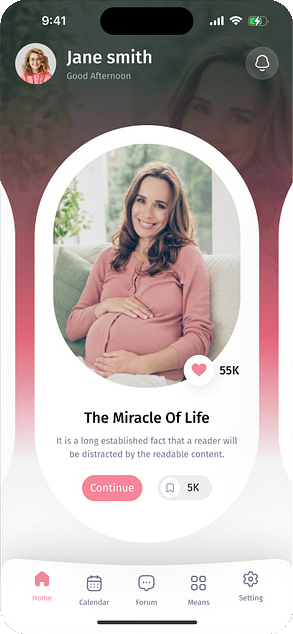 9:41
Jane smith
Good Afternoon
55K
The Miracle Of Life
It is a long established fact that a reader will
be distracted by the readable content.
Continue
5K
Home
Calendar
Forum
Means
Setting